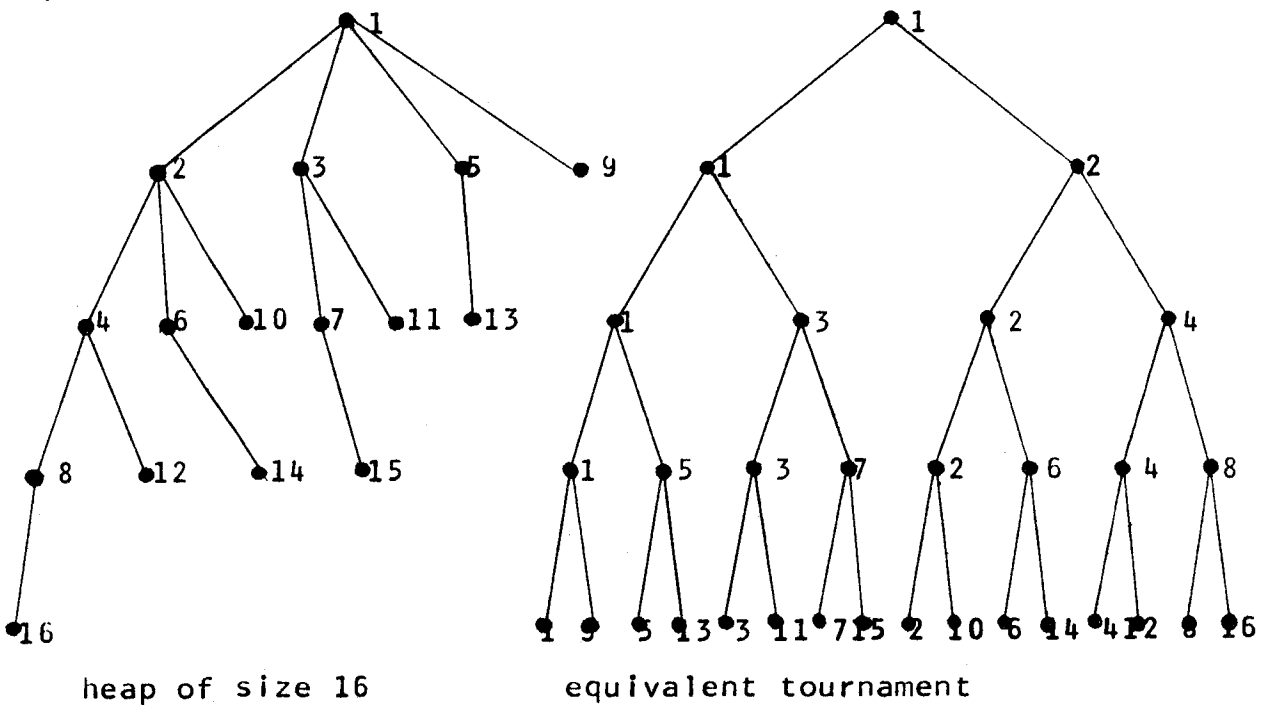 1 1
2 3 5 9 1 2
4 6 10 7 11 13 1 3 2 4
8 12 14 15 1 5 3 7 2 6 4 8
16 1 9 5 13 3 11 7 15 2 10 6 14 4 12 8 16
heap of size 16 equivalent tournament